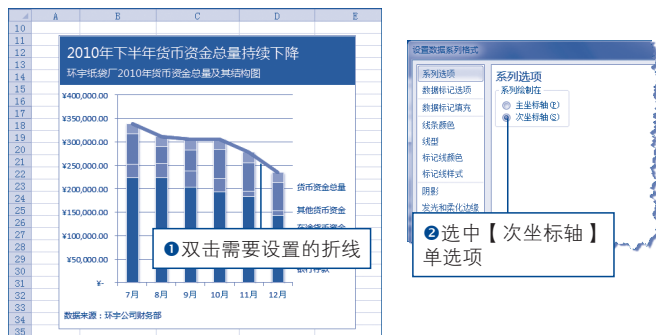 A B C D E
10
11
12
13
14
15
16
17
18
19
20
21
22
23
24
25
26
27
28
29
30
31
32
33
34
35
2010年下半年货币资金总量持续下降
环宇纸袋厂2010年货币资金总量及其结构图
¥400,000.00
¥350,000.00
¥300,000.00
¥250,000.00
¥200,000.00
¥150,000.00
¥100,000.00
¥50,000.00
¥-
货币资金总量
其他货币资金
银行存款
7月 8月 9月 10月 11月 12月
数据来源：环宇公司财务部
❶双击需要设置的折线
设置数据系列格式
系列选项
数据标记选项
数据标记填充
线条颜色
线型
标记线颜色
标记线样式
阴影
发光和柔化边缘
系列选项
系列绘制在
主坐标轴(P)
次坐标轴(S)
❷选中【次坐标轴】
单选项